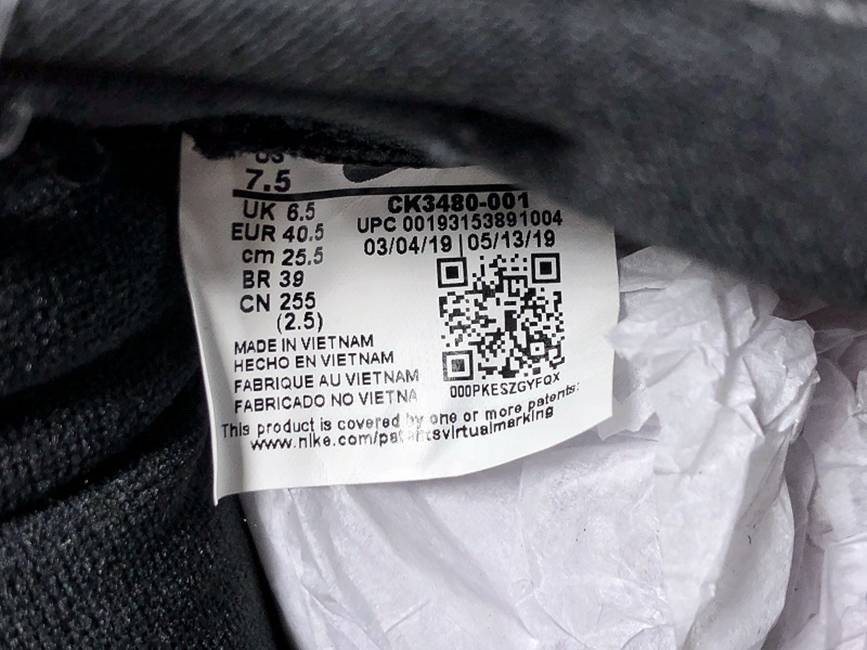 US
7.5
UK 6.5
EUR 40.5
cm 25.5
BR 39
CN 255
(2.5)
CK3480-001
UPC 00193153891004
03/04/19 | 05/13/19
000PKESZGYFQX
MADE IN VIETNAM
HECHO EN VIETNAM
FABRIQUE AU VIETNAM
FABRICADO NO VIETNA
This product is covered by one or more patents:
www.nike.com/patentsvirtualmarking